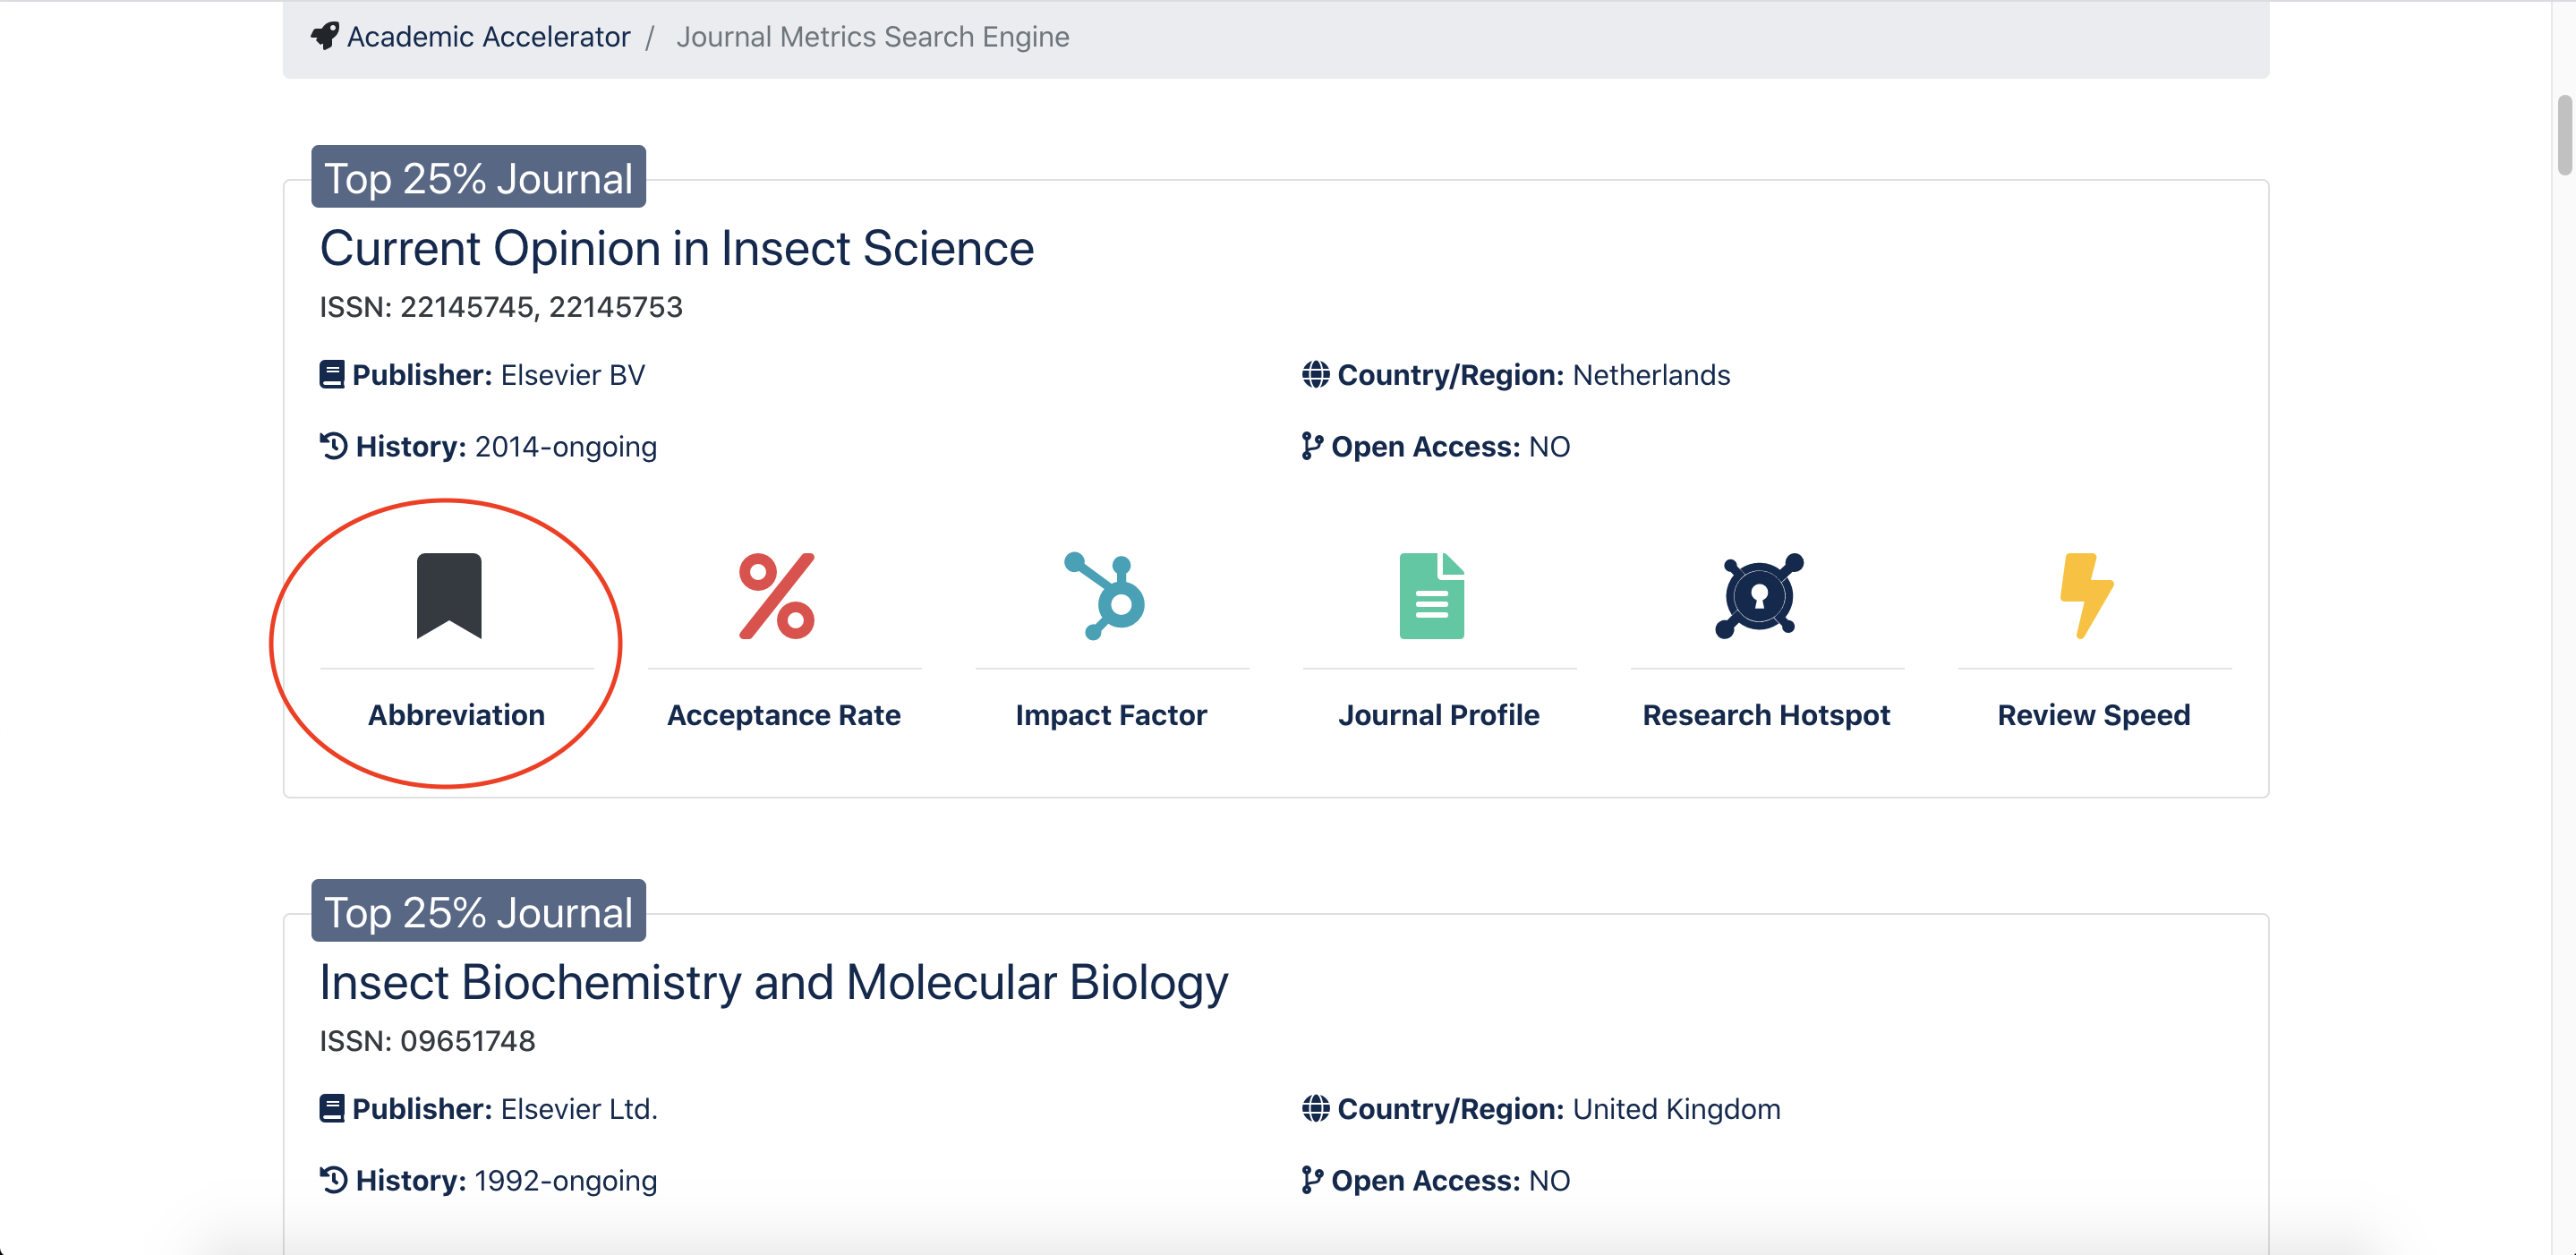 Academic Accelerator / Journal Metrics Search Engine
Top 25% Journal
Current Opinion in Insect Science
ISSN: 22145745, 22145753
Publisher: Elsevier BV
Country/Region: Netherlands
History: 2014-ongoing
Open Access: NO
Abbreviation
Acceptance Rate
Impact Factor
Journal Profile
Research Hotspot
Review Speed
Top 25% Journal
Insect Biochemistry and Molecular Biology
ISSN: 09651748
Publisher: Elsevier Ltd.
Country/Region: United Kingdom
History: 1992-ongoing
Open Access: NO